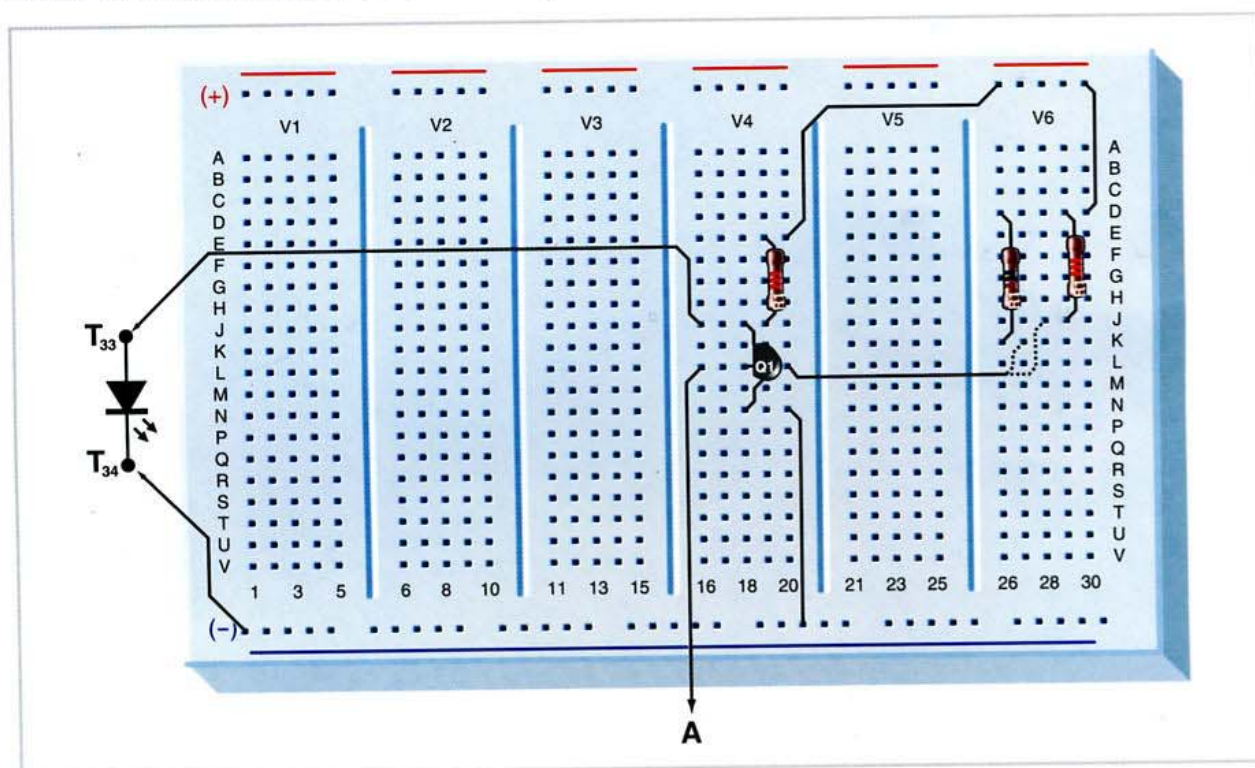 (+)
V1 V2 V3 V4 V5 V6
A A
B B
C C
D D
E E
F F
G G
H H
J J
T33 K K
L Q1 L
M M
N N
P P
T34 Q Q
R R
S S
T T
U U
V V
1 3 5 6 8 10 11 13 15 16 18 20 21 23 25 26 28 30
(-)
A